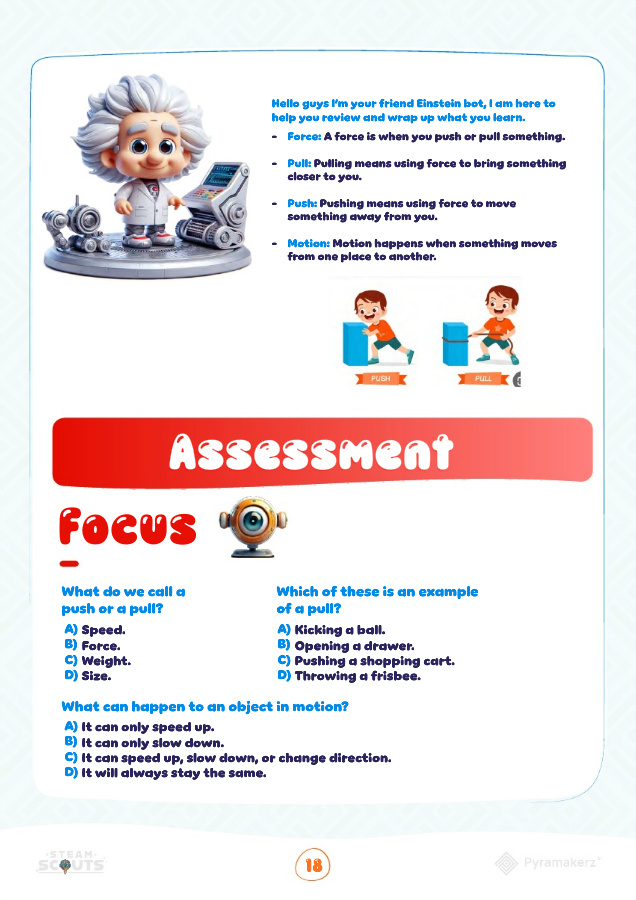 Hello guys I'm your friend Einstein bot, I am here to
help you review and wrap up what you learn.
- Force: A force is when you push or pull something.
- Pull: Pulling means using force to bring something
closer to you.
- Push: Pushing means using force to move
something away from you.
- Motion: Motion happens when something moves
from one place to another.
PUSH
PULL
Assessment
Focus
What do we call a
push or a pull?
A) Speed.
B) Force.
C) Weight.
D) Size.
Which of these is an example
of a pull?
A) Kicking a ball.
B) Opening a drawer.
C) Pushing a shopping cart.
D) Throwing a frisbee.
What can happen to an object in motion?
A) It can only speed up.
B) It can only slow down.
C) It can speed up, slow down, or change direction.
D) It will always stay the same.
STEAM
SCOUTS
18
Pyramakerz